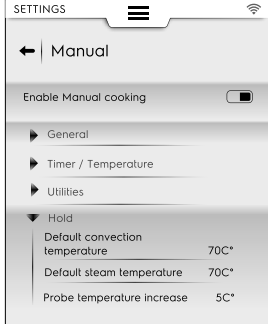 SETTINGS
Manual
Enable Manual cooking
General
Timer / Temperature
Utilities
Hold
Default convection
temperature 70C°
Default steam temperature 70C°
Probe temperature increase 5C°